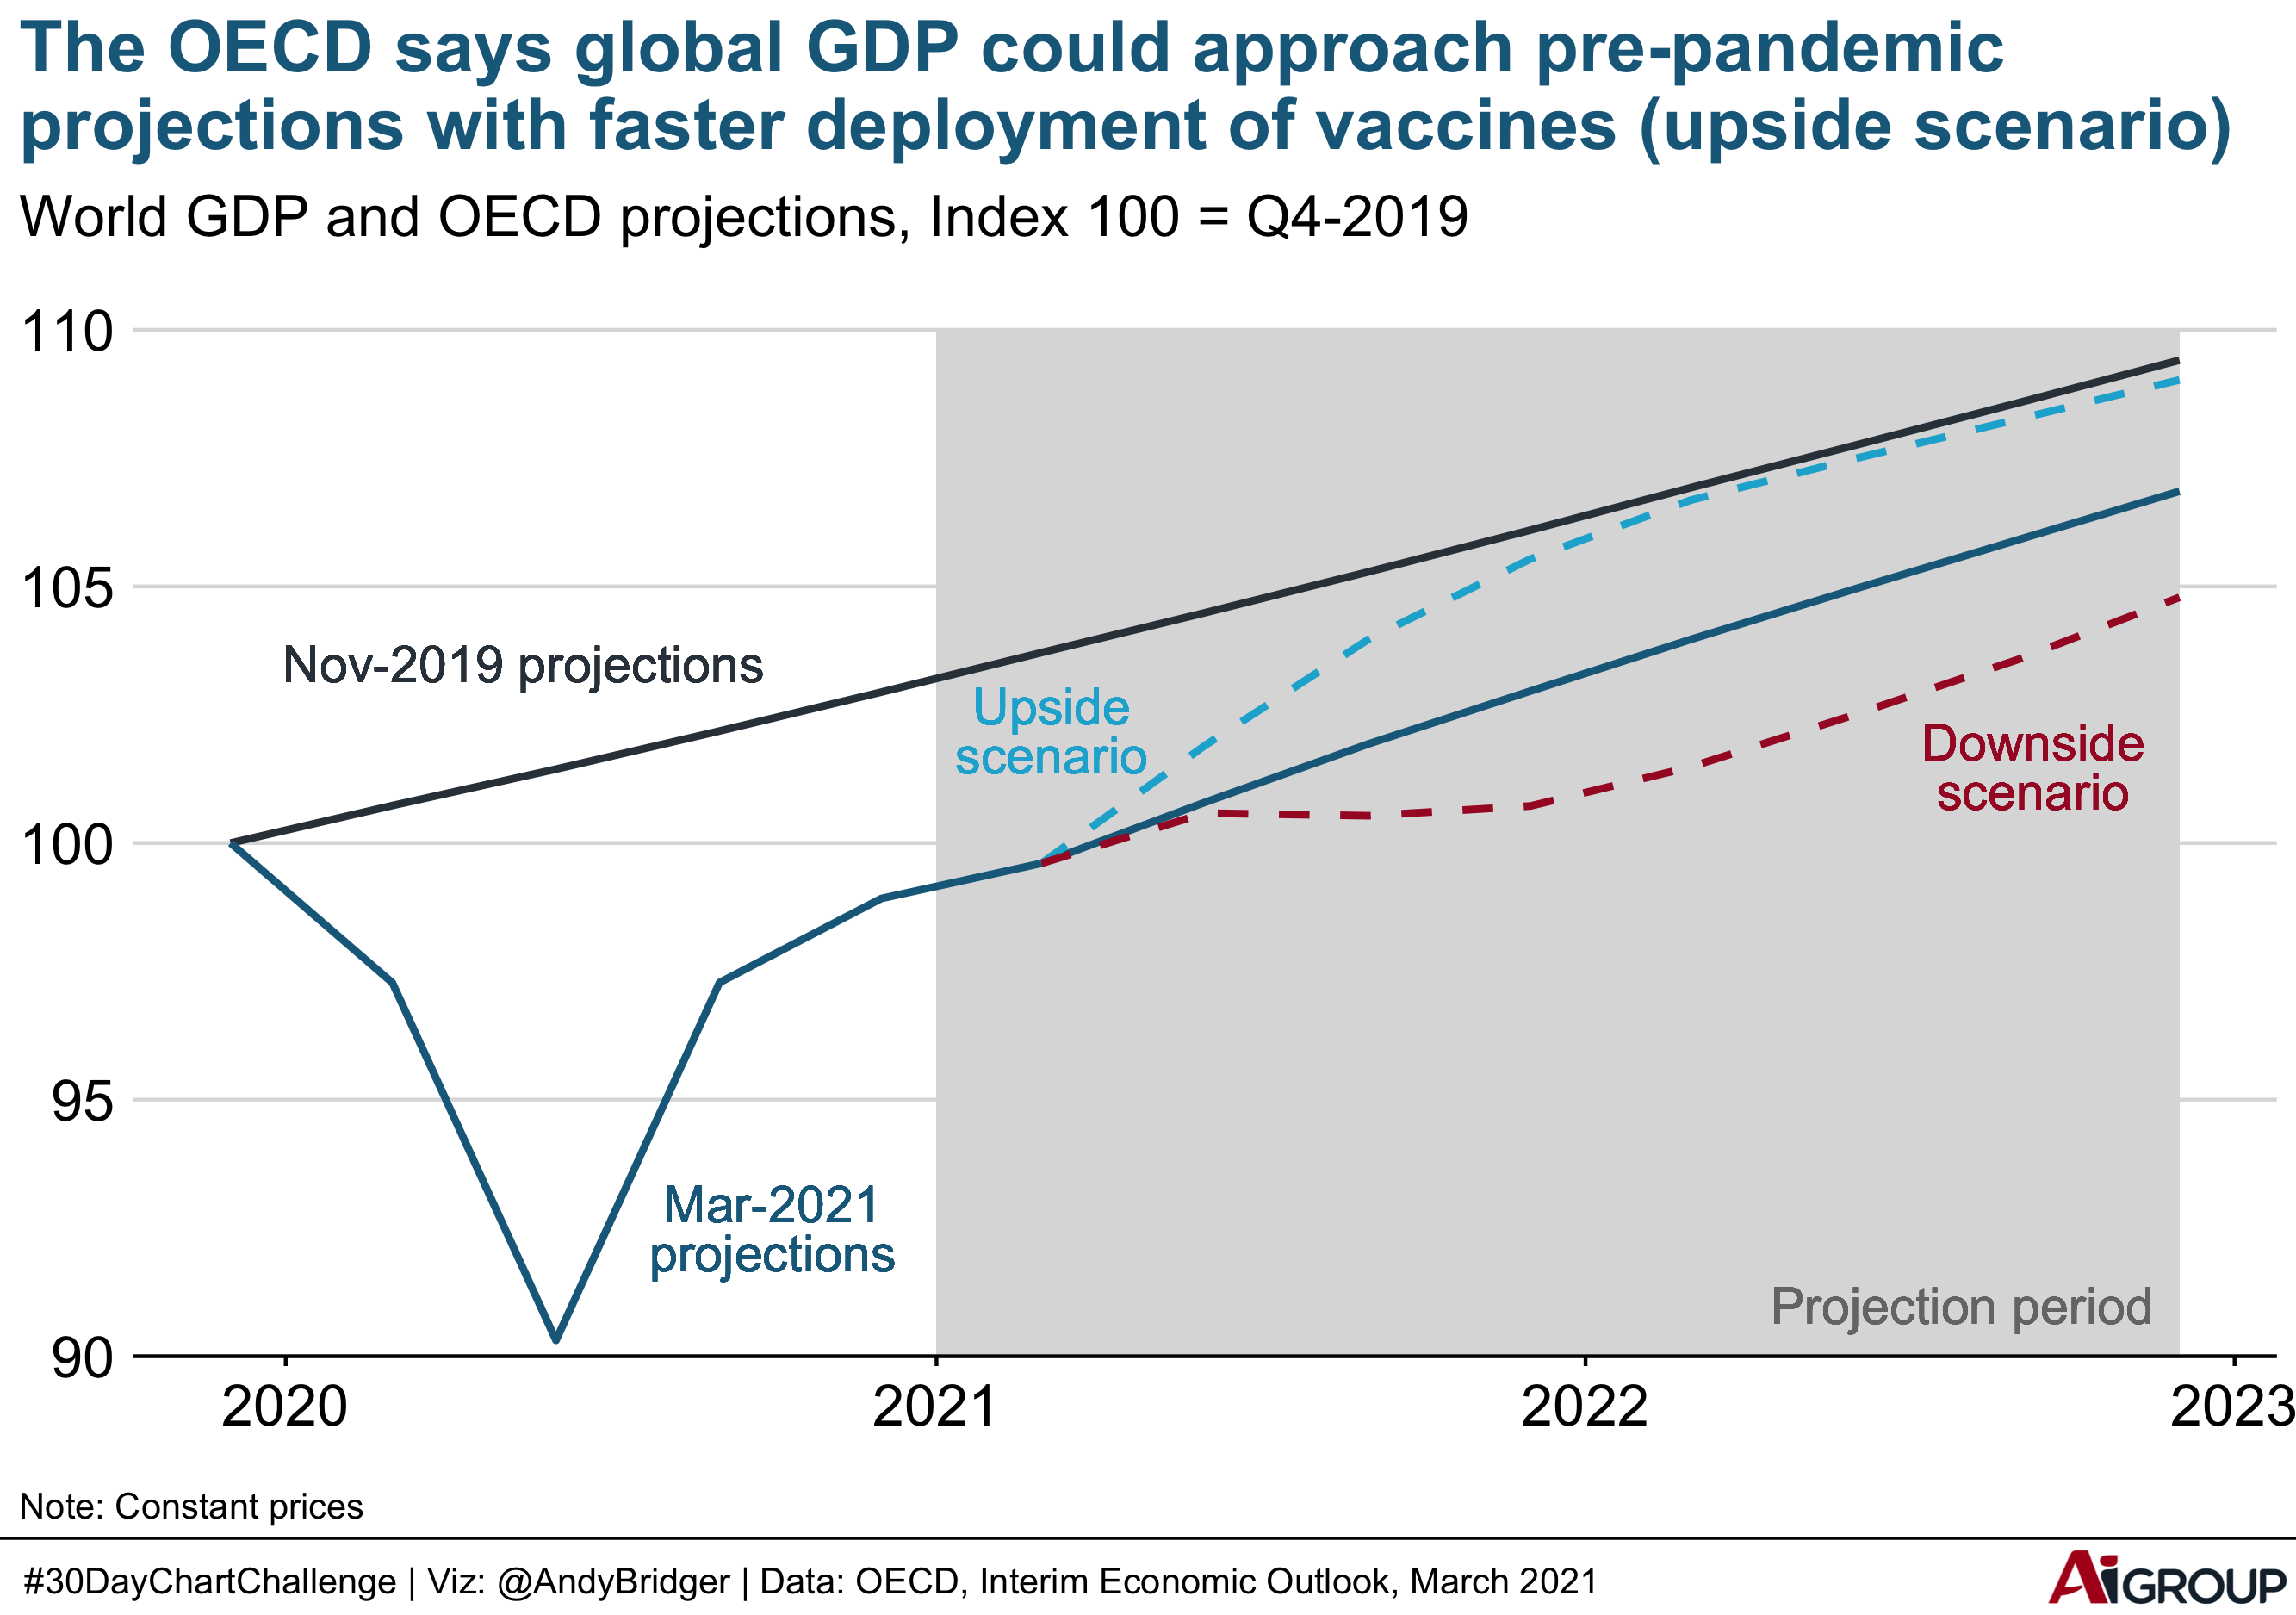 The OECD says global GDP could approach pre-pandemic
projections with faster deployment of vaccines (upside scenario)
World GDP and OECD projections, Index 100 = Q4-2019
110
105
100
95
90
Nov-2019 projections
Upside
scenario
Downside
scenario
Mar-2021
projections
Projection period
2020
2021
2022
2023
Note: Constant prices
#30DayChartChallenge | Viz: @AndyBridger | Data: OECD, Interim Economic Outlook, March 2021
Ai GROUP